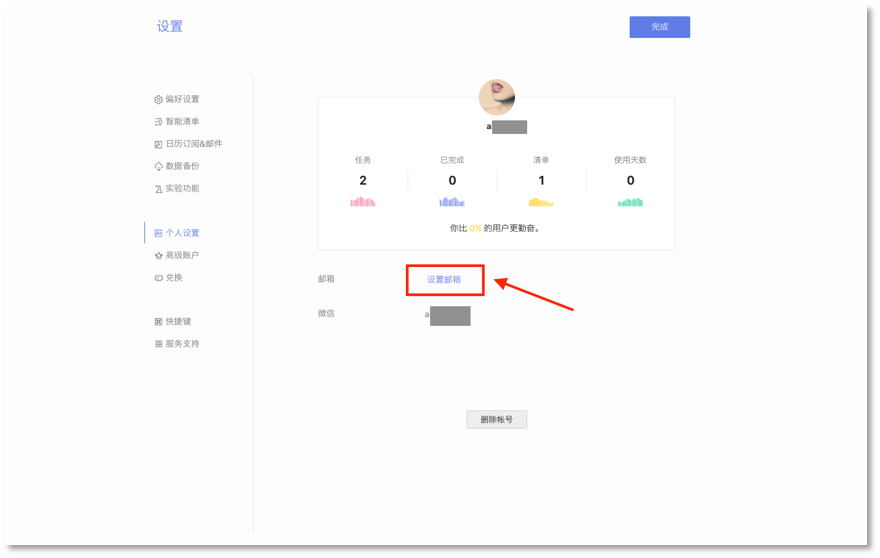 设置
完成
偏好设置
智能清单
日历订阅&邮件
数据备份
实验功能
个人设置
高级账户
兑换
快捷键
服务支持
a
任务 已完成 清单 使用天数
2 0 1 0
你比 0% 的用户更勤奋。
邮箱 设置邮箱
微信 a
删除帐号